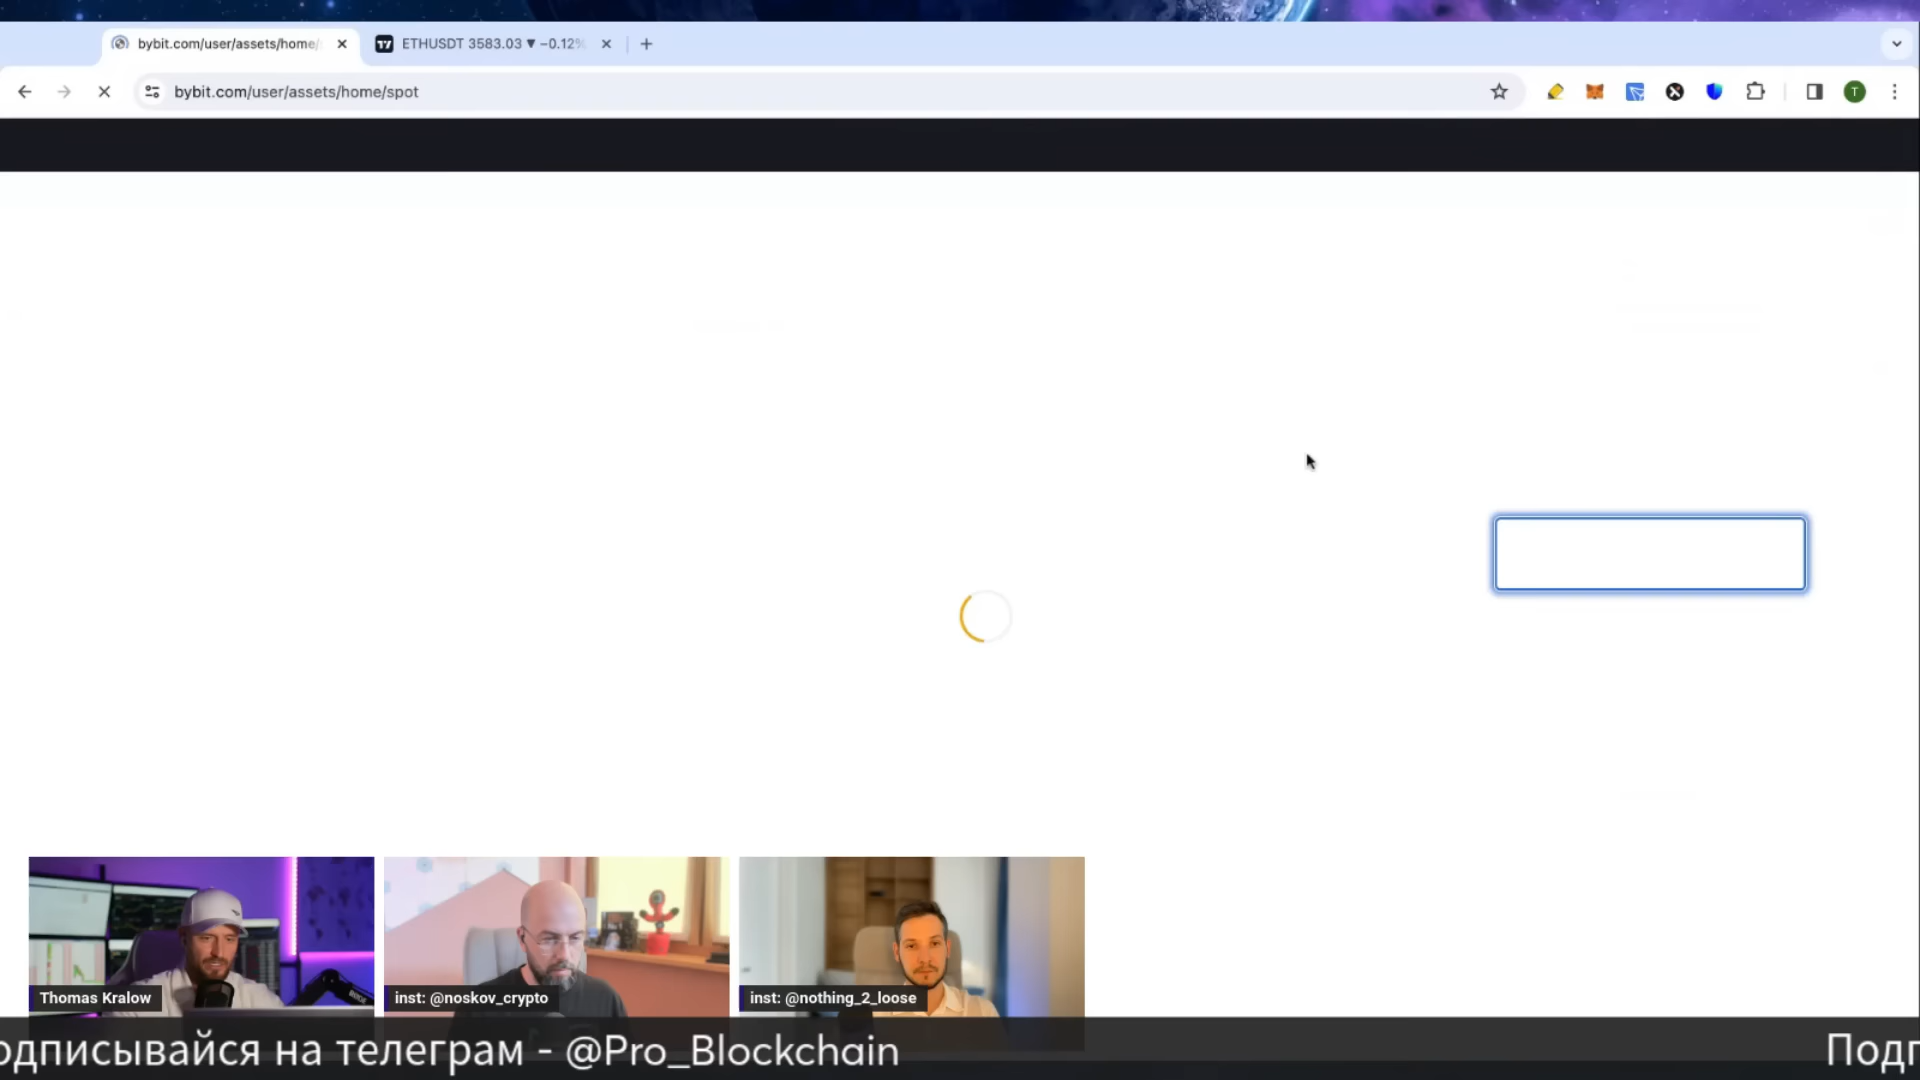 bybit.com/user/assets/home/
ETHUSDT 3583.03 ▼ −0.12%
bybit.com/user/assets/home/spot
T
Thomas Kralow
inst: @noskov_crypto
inst: @nothing_2_loose
одписывайся на телеграм - @Pro_Blockchain
Подп